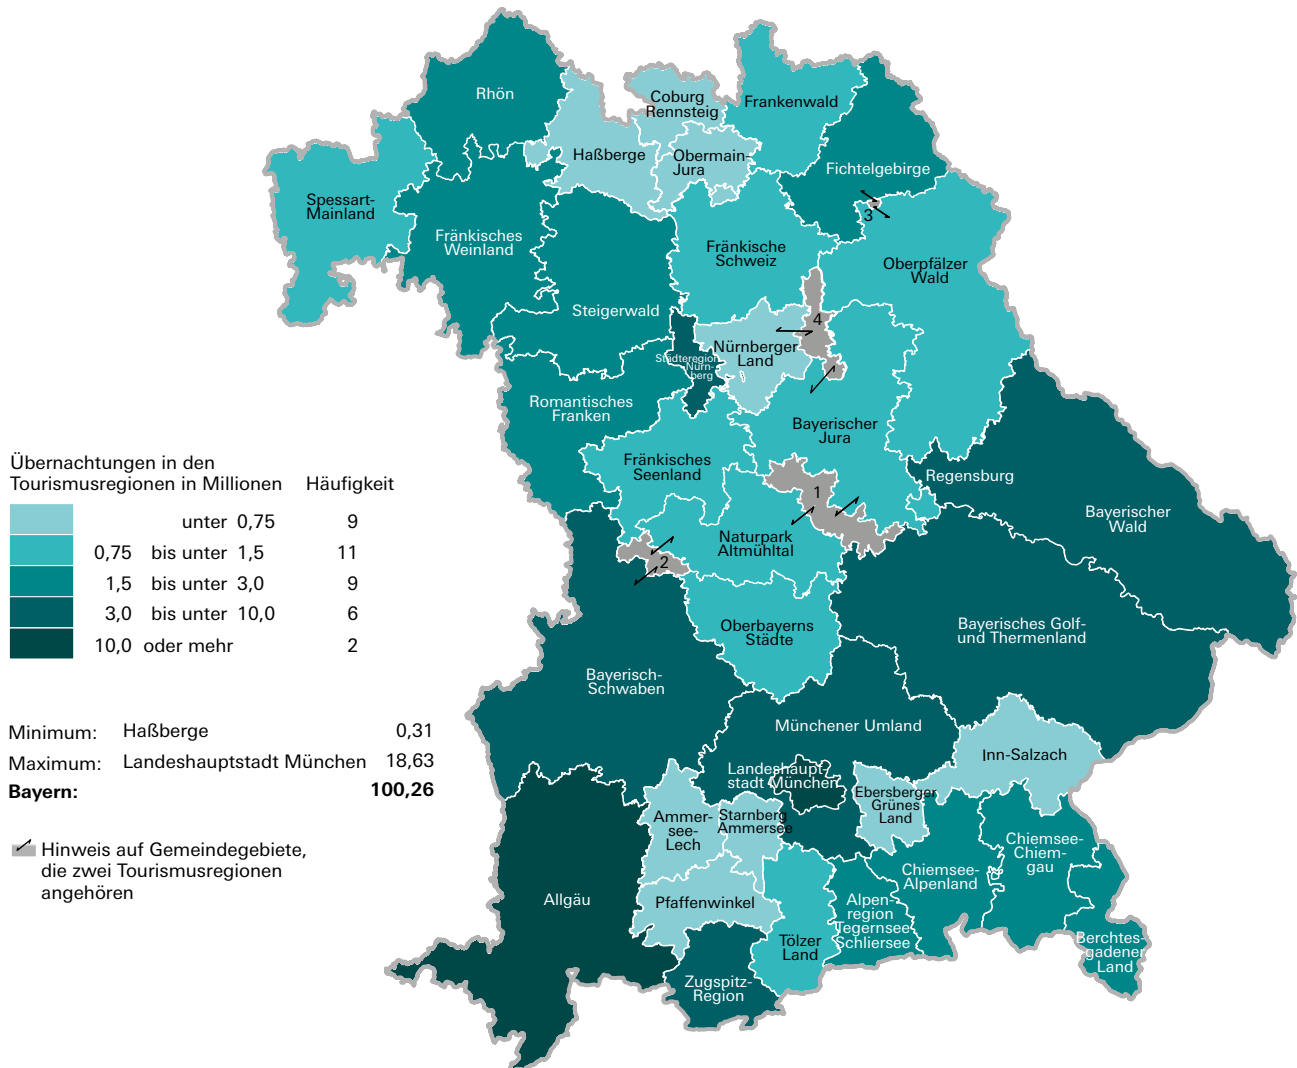 Rhön
Coburg
Rennsteig
Frankenwald
Haßberge
Obermain-
Jura
Fichtelgebirge
Spessart-
Mainland
3
Fränkisches
Weinland
Fränkische
Schweiz
Oberpfälzer
Wald
Steigerwald
4
Städteregion
Nürn-
berg
Nürnberger
Land
Romantisches
Franken
Bayerischer
Jura
Fränkisches
Seenland
Regensburg
1
Bayerischer
Wald
Naturpark
Altmühltal
2
Oberbayerns
Städte
Bayerisches Golf-
und Thermenland
Bayerisch-
Schwaben
Münchener Umland
Inn-Salzach
Landeshaupt-
stadt München
Ebersberger
Grünes
Land
Ammer-
see-
Lech
Starnberg
Ammersee
Chiemsee-
Chiem-
gau
Chiemsee-
Alpenland
Allgäu
Pfaffenwinkel
Alpen-
region
Tegernsee
Schliersee
Tölzer
Land
Berchtes-
gadener
Land
Zugspitz-
Region
Übernachtungen in den
Tourismusregionen in Millionen Häufigkeit
unter 0,75 9
0,75 bis unter 1,5 11
1,5 bis unter 3,0 9
3,0 bis unter 10,0 6
10,0 oder mehr 2
Minimum: Haßberge 0,31
Maximum: Landeshauptstadt München 18,63
Bayern: 100,26
Hinweis auf Gemeindegebiete,
die zwei Tourismusregionen
angehören